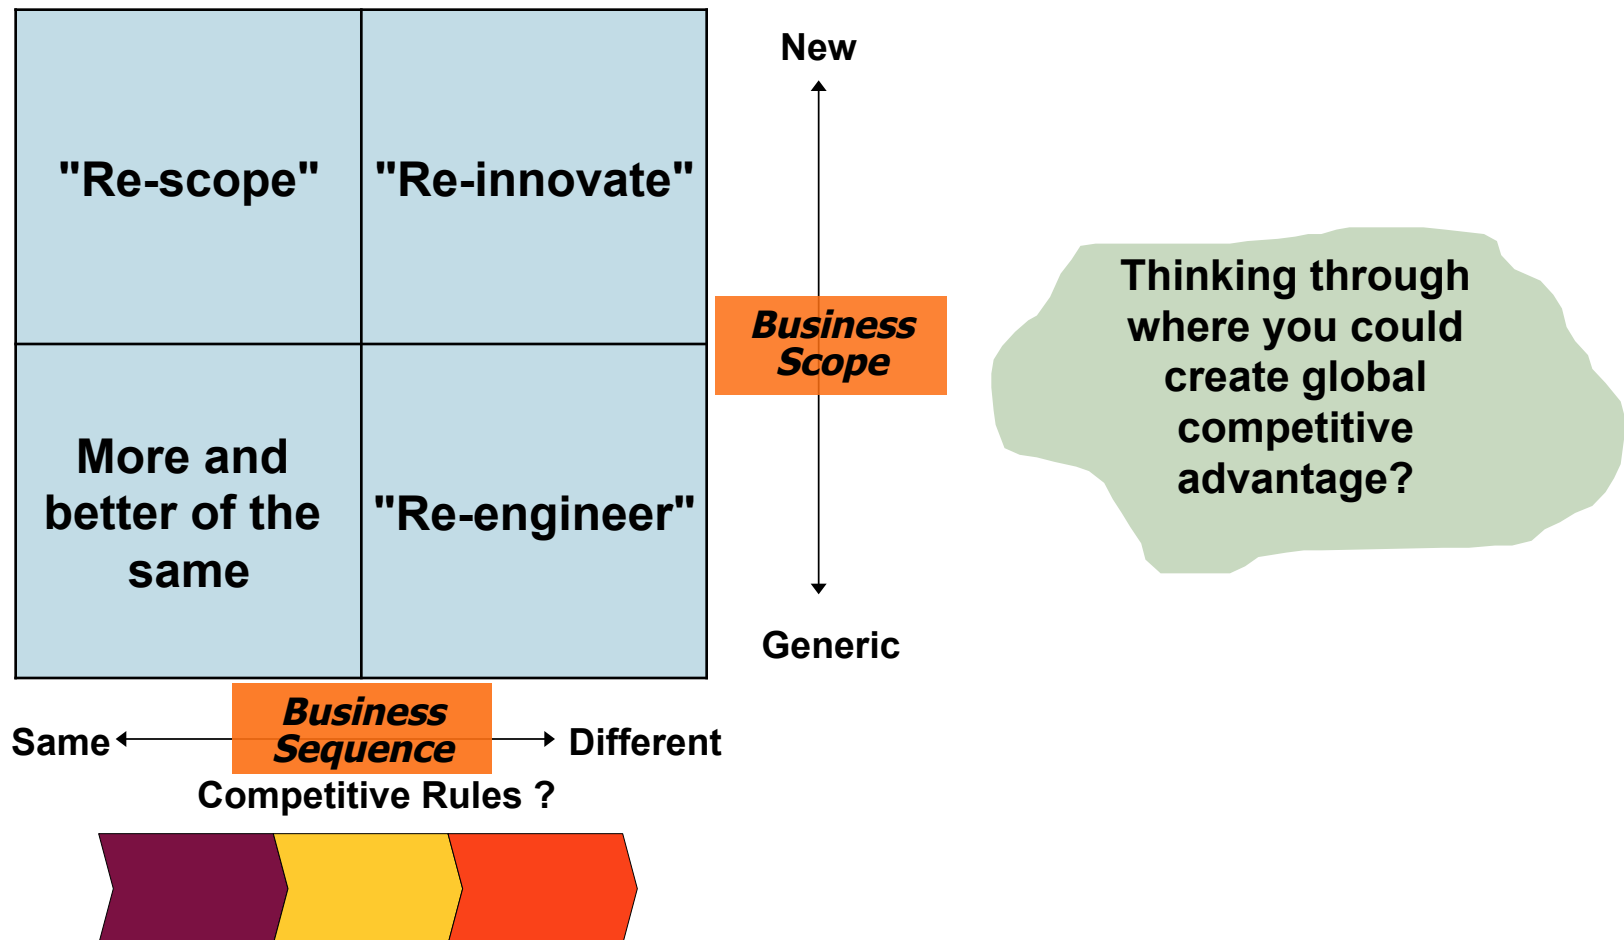 "Re-scope"
"Re-innovate"
More and
better of the
same
"Re-engineer"
New
Business
Scope
Generic
Thinking through
where you could
create global
competitive
advantage?
Same
Business
Sequence
Different
Competitive Rules ?